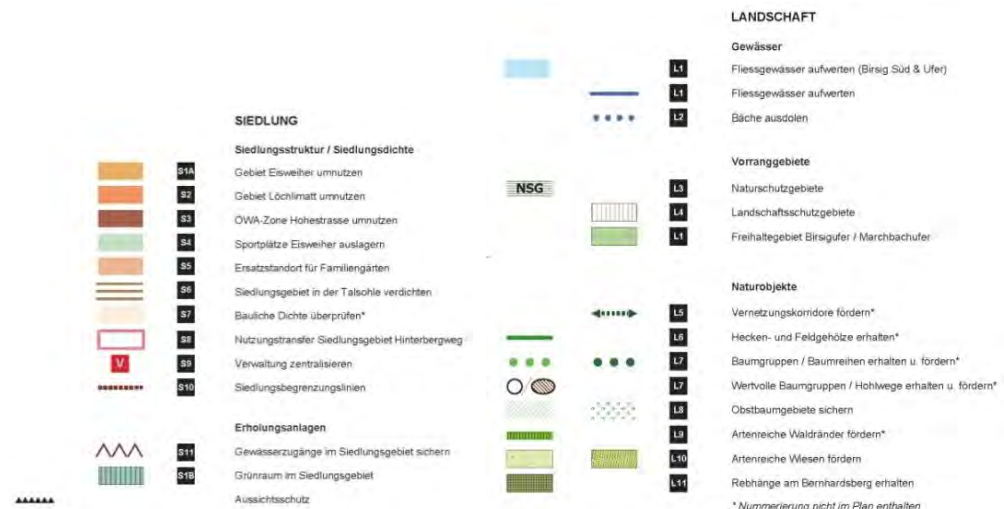 SIEDLUNG
Siedlungsstruktur / Siedlungsdichte
S1A Gebiet Eisweiher umnutzen
S2 Gebiet Löchlimatt umnutzen
S3 OWA-Zone Hohestrasse umnutzen
S4 Sportplätze Eisweiher auslagern
S5 Ersatzstandort für Familiengärten
S6 Siedlungsgebiet in der Talsohle verdichten
S7 Bauliche Dichte überprüfen*
S8 Nutzungstransfer Siedlungsgebiet Hinterbergweg
V S9 Verwaltung zentralisieren
S10 Siedlungsbegrenzungslinien
Erholungsanlagen
S11 Gewässerzugänge im Siedlungsgebiet sichern
S1B Grünraum im Siedlungsgebiet
Aussichtsschutz
LANDSCHAFT
Gewässer
L1 Fliessgewässer aufwerten (Birsig Süd & Ufer)
L1 Fliessgewässer aufwerten
L2 Bäche ausdolen
Vorranggebiete
NSG L3 Naturschutzgebiete
L4 Landschaftsschutzgebiete
L1 Freihaltegebiet Birsigufer / Marchbachufer
Naturobjekte
L5 Vernetzungskorridore fördern*
L6 Hecken- und Feldgehölze erhalten*
L7 Baumgruppen / Baumreihen erhalten u. fördern*
L7 Wertvolle Baumgruppen / Hohlwege erhalten u. fördern*
L8 Obstbaumgebiete sichern
L9 Artenreiche Waldränder fördern*
L10 Artenreiche Wiesen fördern
L11 Rebhänge am Bernhardsberg erhalten
* Nummerierung nicht im Plan enthalten